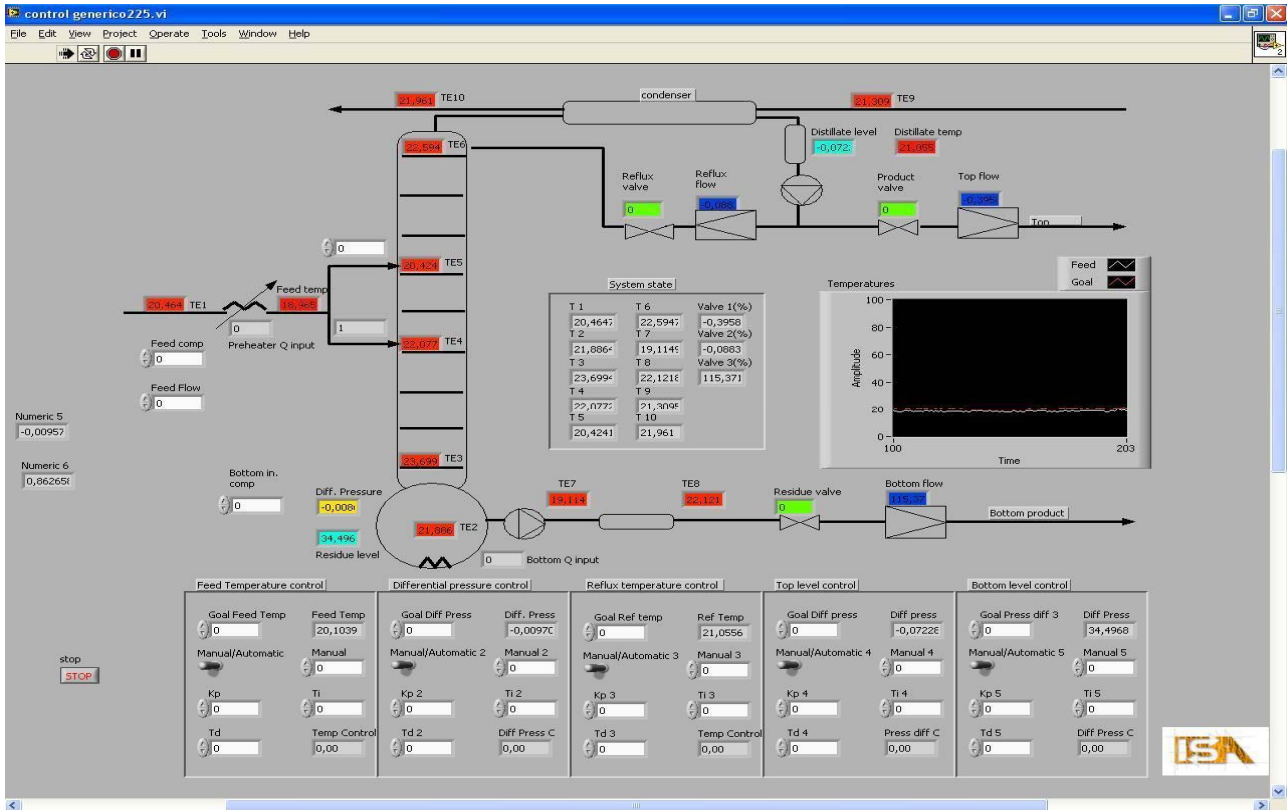 control generico225.vi
File Edit View Project Operate Tools Window Help
2
21,961 TE10
condenser
21,309 TE9
Distillate level
Distillate temp
-0,072
21,055
22,594 TE6
Reflux valve
0
Reflux flow
-0,088
Product valve
0
Top flow
-0,395
Top
0
20,424 TE5
Feed temp
20,464 TE1
18,965
0
Preheater Q input
1
22,077 TE4
Feed comp
0
Feed Flow
0
Numeric 5
-0,00957
Numeric 6
0,86265
System state
T 1 T 6 Valve 1(%)
20,4647 22,5947 -0,3958
T 2 T 7 Valve 2(%)
21,8864 19,1149 -0,0883
T 3 T 8 Valve 3(%)
23,6994 22,1218 115,371
T 4 T 9
22,0772 21,3095
T 5 T 10
20,4241 21,961
Feed
Goal
Temperatures
Amplitude
100
80
60
40
20
0
100 203
Time
23,699 TE3
Bottom in. comp
0
Diff. Pressure
-0,008
34,496
Residue level
21,886 TE2
0
Bottom Q input
TE7
19,114
TE8
22,121
Residue valve
0
Bottom flow
115,37
Bottom product
stop
STOP
Feed Temperature control
Goal Feed Temp Feed Temp
0 20,1039
Manual/Automatic Manual
0
Kp Ti
0 0
Td Temp Control
0 0,00
Differential pressure control
Goal Diff Press Diff. Press
0 -0,0097
Manual/Automatic 2 Manual 2
0
Kp 2 Ti 2
0 0
Td 2 Diff Press C
0 0,00
Reflux temperature control
Goal Ref temp Ref Temp
0 21,0556
Manual/Automatic 3 Manual 3
0
Kp 3 Ti 3
0 0
Td 3 Temp Control
0 0,00
Top level control
Goal Diff press Diff press
0 -0,0722
Manual/Automatic 4 Manual 4
0
Kp 4 Ti 4
0 0
Td 4 Press diff C
0 0,00
Bottom level control
Goal Press diff 3 Diff Press
0 34,4968
Manual/Automatic 5 Manual 5
0
Kp 5 Ti 5
0 0
Td 5 Diff Press C
0 0,00
ISA